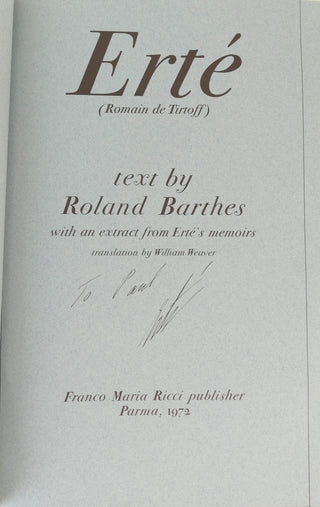 Erté
(Romain de Tirtoff)
text by
Roland Barthes
with an extract from Erté's memoirs
translation by William Weaver
To Paul
Erté
Franco Maria Ricci publisher
Parma, 1972